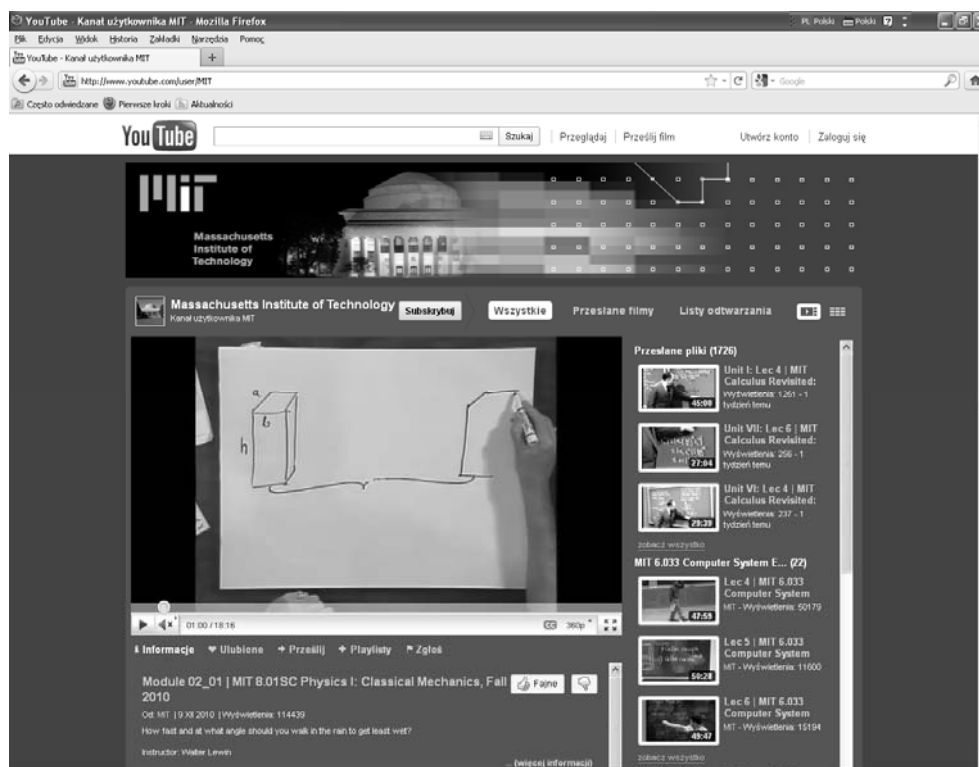 YouTube - Kanał użytkownika MIT - Mozilla Firefox
PL Polski Polski
Plik Edycja Widok Historia Zakładki Narzędzia Pomoc
YouTube - Kanał użytkownika MIT +
http://www.youtube.com/user/MIT
Google
Często odwiedzane Pierwsze kroki Aktualności
YouTube Szukaj Przeglądaj Prześlij film Utwórz konto Zaloguj się
MIT
Massachusetts
Institute of
Technology
Massachusetts Institute of Technology
Kanał użytkownika MIT
Subskrybuj
Wszystkie Przesłane filmy Listy odtwarzania
a
b
h
01:00 / 18:16
CC 360p
Informacje Ulubione Prześlij Playlisty Zgłoś
Module 02_01 | MIT 8.01SC Physics I: Classical Mechanics, Fall
2010
Fajne
Od: MIT | 9 XII 2010 | Wyświetlenia: 114439
How fast and at what angle should you walk in the rain to get least wet?
Instructor: Walter Lewin
... (więcej informacji)
Przesłane pliki (1726)
45:08
Unit I: Lec 4 | MIT
Calculus Revisited:
Wyświetlenia: 1261 - 1
tydzień temu
27:04
Unit VII: Lec 6 | MIT
Calculus Revisited:
Wyświetlenia: 256 - 1
tydzień temu
29:39
Unit VI: Lec 4 | MIT
Calculus Revisited:
Wyświetlenia: 237 - 1
tydzień temu
zobacz wszystko
MIT 6.033 Computer System E... (22)
47:59
Lec 4 | MIT 6.033
Computer System
MIT - Wyświetlenia: 50179
50:28
Lec 5 | MIT 6.033
Computer System
MIT - Wyświetlenia: 11600
49:47
Lec 6 | MIT 6.033
Computer System
MIT - Wyświetlenia: 15194
zobacz wszystko